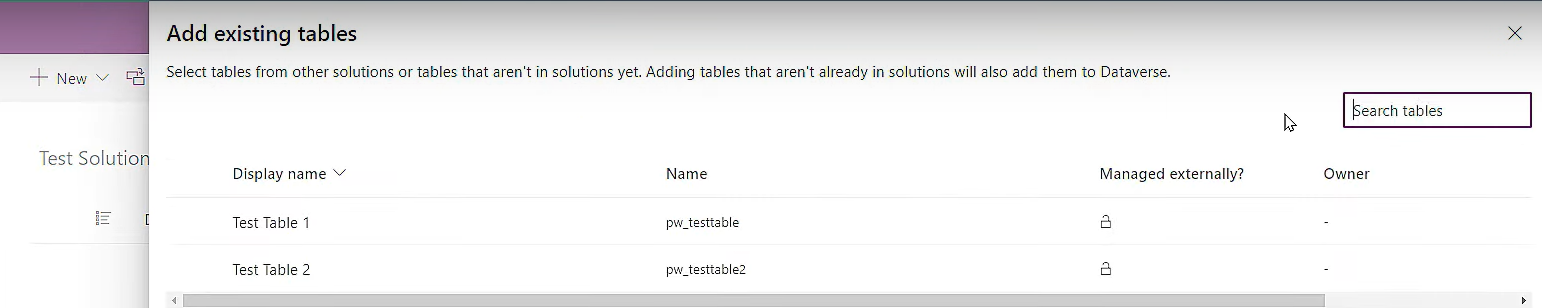 Add existing tables
New
Select tables from other solutions or tables that aren't in solutions yet. Adding tables that aren't already in solutions will also add them to Dataverse.
Search tables
Test Solution
Display name Name Managed externally? Owner
Test Table 1 pw_testtable -
Test Table 2 pw_testtable2 -